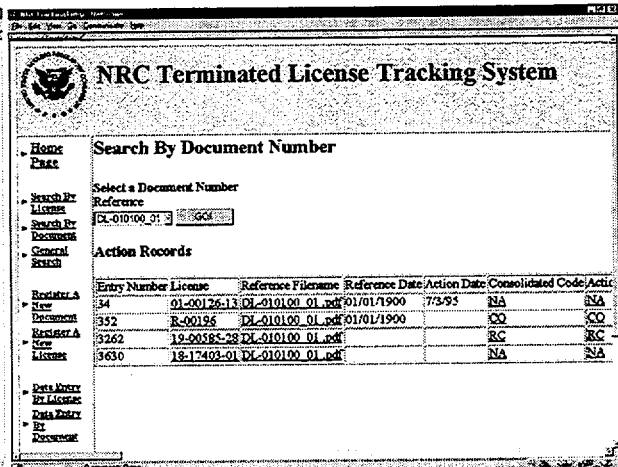 NRC Terminated License Tracking System
Home Page
Search By License
Search By Document
General Search
Register A New Document
Register A New License
Data Entry By License
Data Entry By Document
Search By Document Number
Select a Document Number
Reference
DL-010100_01 GO!
Action Records
Entry Number License Reference Filename Reference Date Action Date Consolidated Code Actio
34 01-00126-13 DL-010100_01.pdf 01/01/1900 7/3/95 NA NA
352 R-00196 DL-010100_01.pdf 01/01/1900 CO CO
3262 19-00585-28 DL-010100_01.pdf RC RC
3630 18-17403-01 DL-010100_01.pdf NA NA